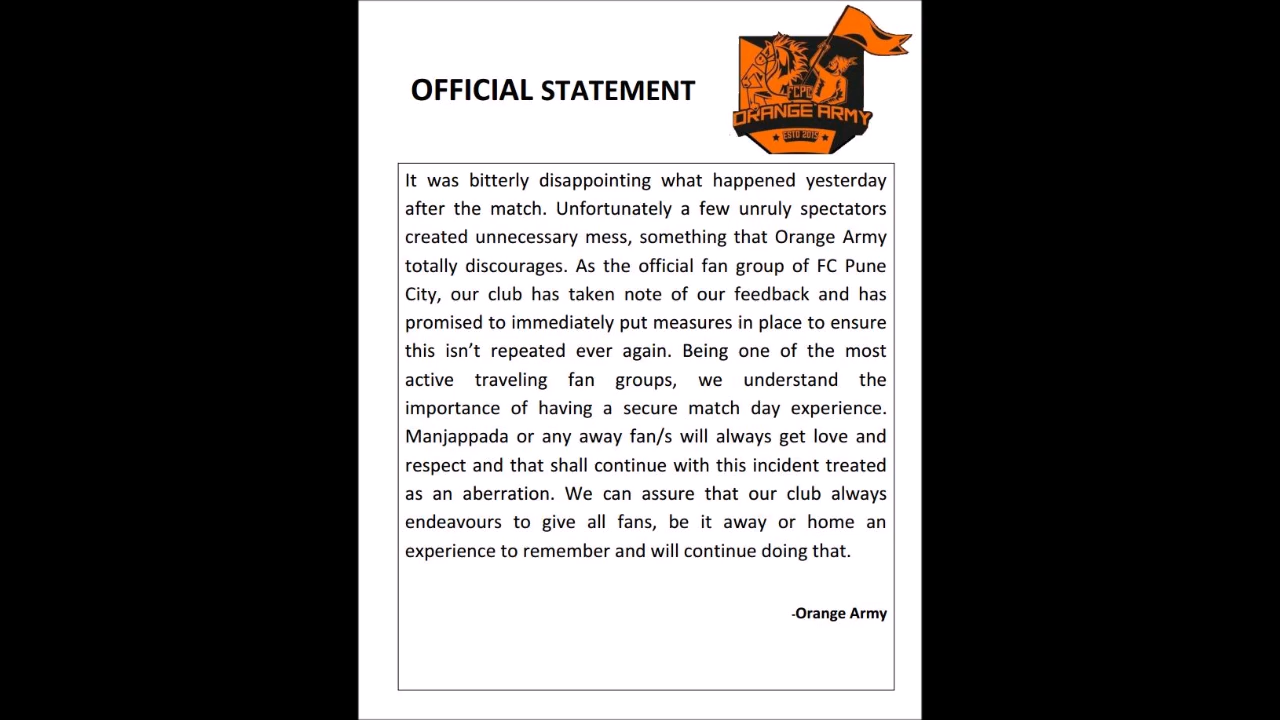 OFFICIAL STATEMENT
FCPC
ORANGE ARMY
ESTD 2015
It was bitterly disappointing what happened yesterday
after the match. Unfortunately a few unruly spectators
created unnecessary mess, something that Orange Army
totally discourages. As the official fan group of FC Pune
City, our club has taken note of our feedback and has
promised to immediately put measures in place to ensure
this isn’t repeated ever again. Being one of the most
active traveling fan groups, we understand the
importance of having a secure match day experience.
Manjappada or any away fan/s will always get love and
respect and that shall continue with this incident treated
as an aberration. We can assure that our club always
endeavours to give all fans, be it away or home an
experience to remember and will continue doing that.
-Orange Army